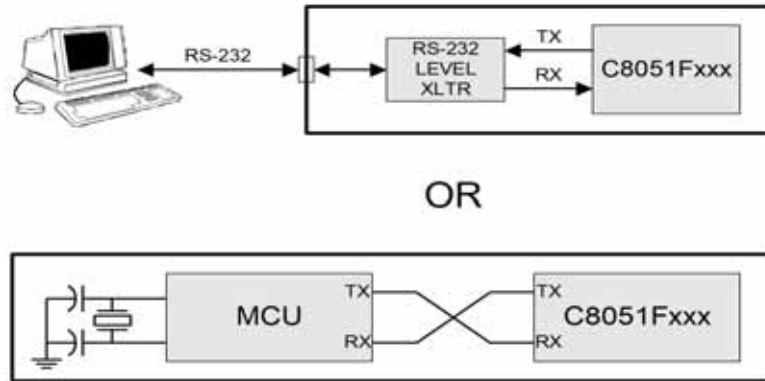 RS-232
RS-232
LEVEL
XLTR
TX
RX
C8051Fxxx
OR
MCU
TX
RX
TX
RX
C8051Fxxx